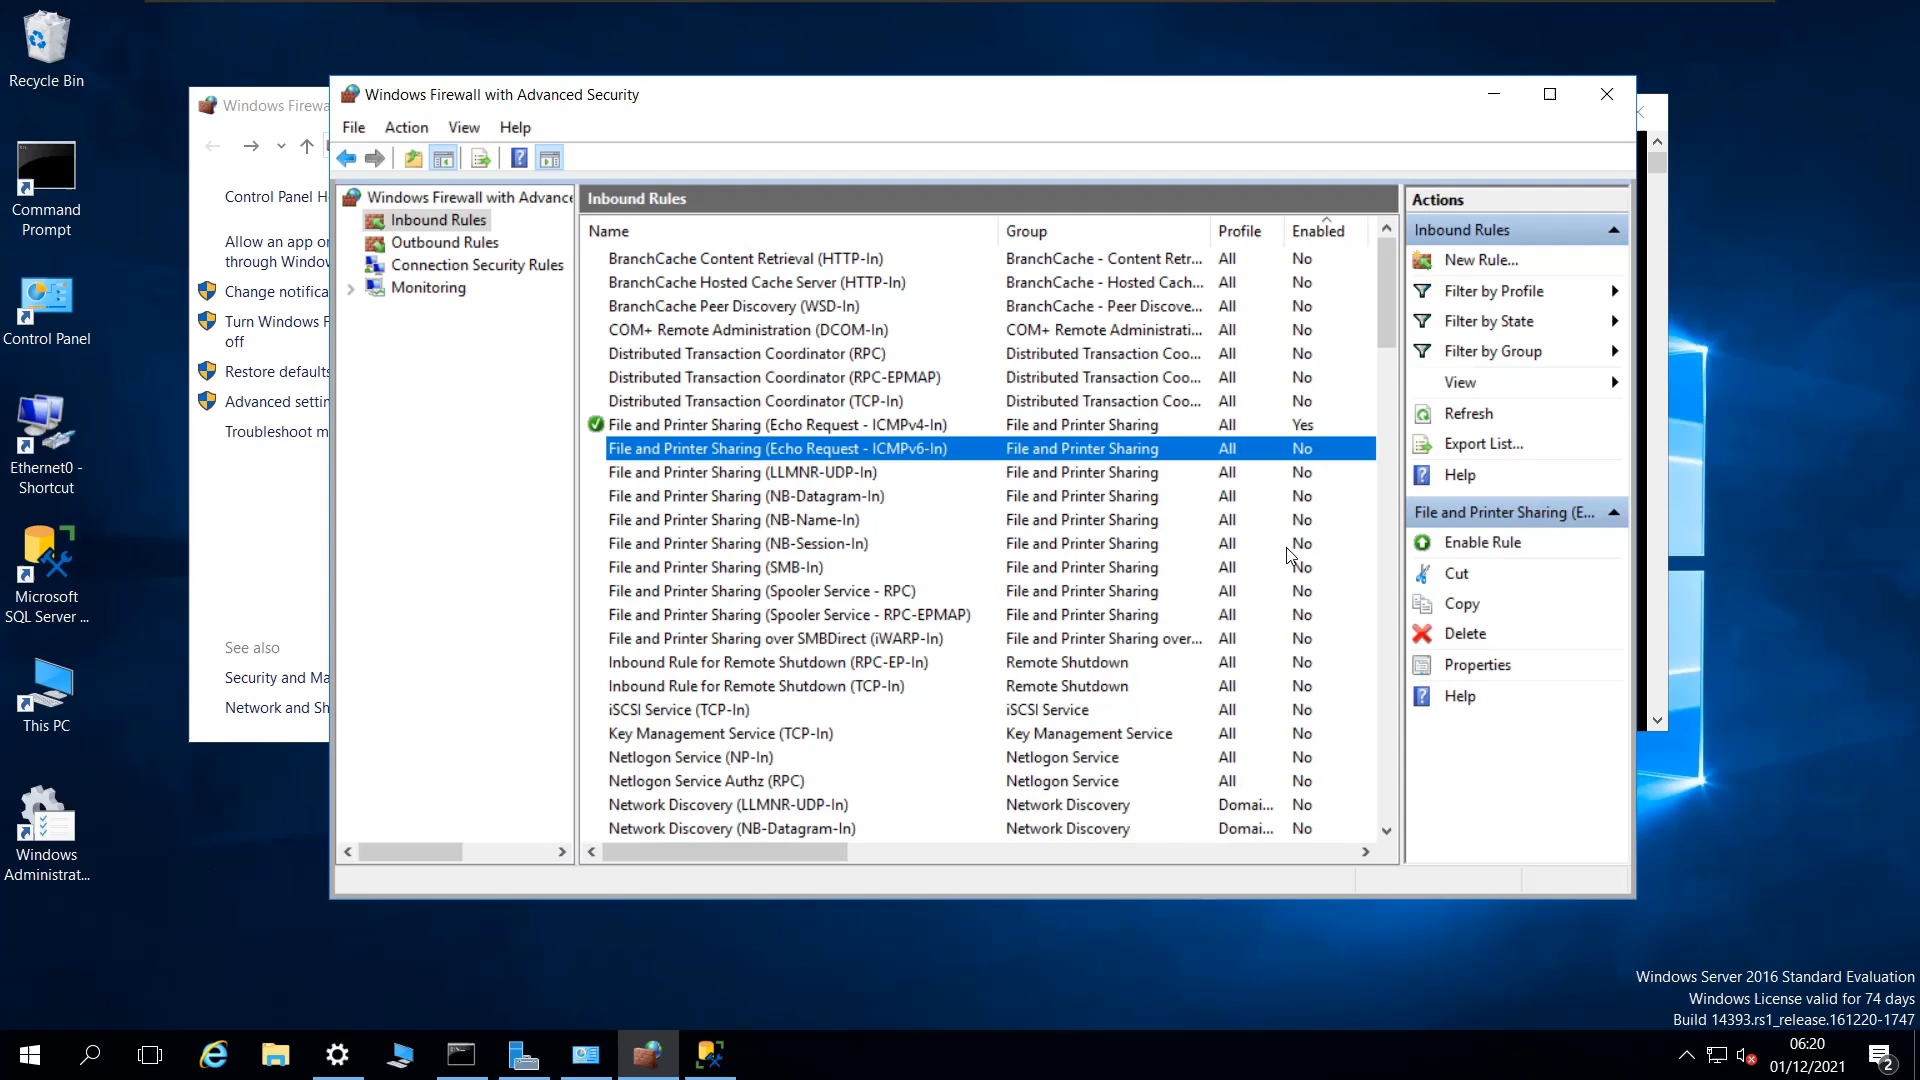 Recycle Bin
Command
Prompt
Control Panel
Ethernet0 -
Shortcut
Microsoft
SQL Server ...
This PC
Windows
Administrat...
Windows Firewa
Control Panel H
Allow an app or
through Windo
Change notifica
Turn Windows F
off
Restore defaults
Advanced settin
Troubleshoot m
See also
Security and Ma
Network and Sh
Windows Firewall with Advanced Security
File Action View Help
Windows Firewall with Advance
Inbound Rules
Outbound Rules
Connection Security Rules
Monitoring
Inbound Rules
Name Group Profile Enabled
BranchCache Content Retrieval (HTTP-In) BranchCache - Content Retr... All No
BranchCache Hosted Cache Server (HTTP-In) BranchCache - Hosted Cach... All No
BranchCache Peer Discovery (WSD-In) BranchCache - Peer Discove... All No
COM+ Remote Administration (DCOM-In) COM+ Remote Administrati... All No
Distributed Transaction Coordinator (RPC) Distributed Transaction Coo... All No
Distributed Transaction Coordinator (RPC-EPMAP) Distributed Transaction Coo... All No
Distributed Transaction Coordinator (TCP-In) Distributed Transaction Coo... All No
File and Printer Sharing (Echo Request - ICMPv4-In) File and Printer Sharing All Yes
File and Printer Sharing (Echo Request - ICMPv6-In) File and Printer Sharing All No
File and Printer Sharing (LLMNR-UDP-In) File and Printer Sharing All No
File and Printer Sharing (NB-Datagram-In) File and Printer Sharing All No
File and Printer Sharing (NB-Name-In) File and Printer Sharing All No
File and Printer Sharing (NB-Session-In) File and Printer Sharing All No
File and Printer Sharing (SMB-In) File and Printer Sharing All No
File and Printer Sharing (Spooler Service - RPC) File and Printer Sharing All No
File and Printer Sharing (Spooler Service - RPC-EPMAP) File and Printer Sharing All No
File and Printer Sharing over SMBDirect (iWARP-In) File and Printer Sharing over... All No
Inbound Rule for Remote Shutdown (RPC-EP-In) Remote Shutdown All No
Inbound Rule for Remote Shutdown (TCP-In) Remote Shutdown All No
iSCSI Service (TCP-In) iSCSI Service All No
Key Management Service (TCP-In) Key Management Service All No
Netlogon Service (NP-In) Netlogon Service All No
Netlogon Service Authz (RPC) Netlogon Service All No
Network Discovery (LLMNR-UDP-In) Network Discovery Domai... No
Network Discovery (NB-Datagram-In) Network Discovery Domai... No
Actions
Inbound Rules
New Rule...
Filter by Profile
Filter by State
Filter by Group
View
Refresh
Export List...
Help
File and Printer Sharing (E...
Enable Rule
Cut
Copy
Delete
Properties
Help
Windows Server 2016 Standard Evaluation
Windows License valid for 74 days
Build 14393.rs1_release.161220-1747
06:20
01/12/2021
2